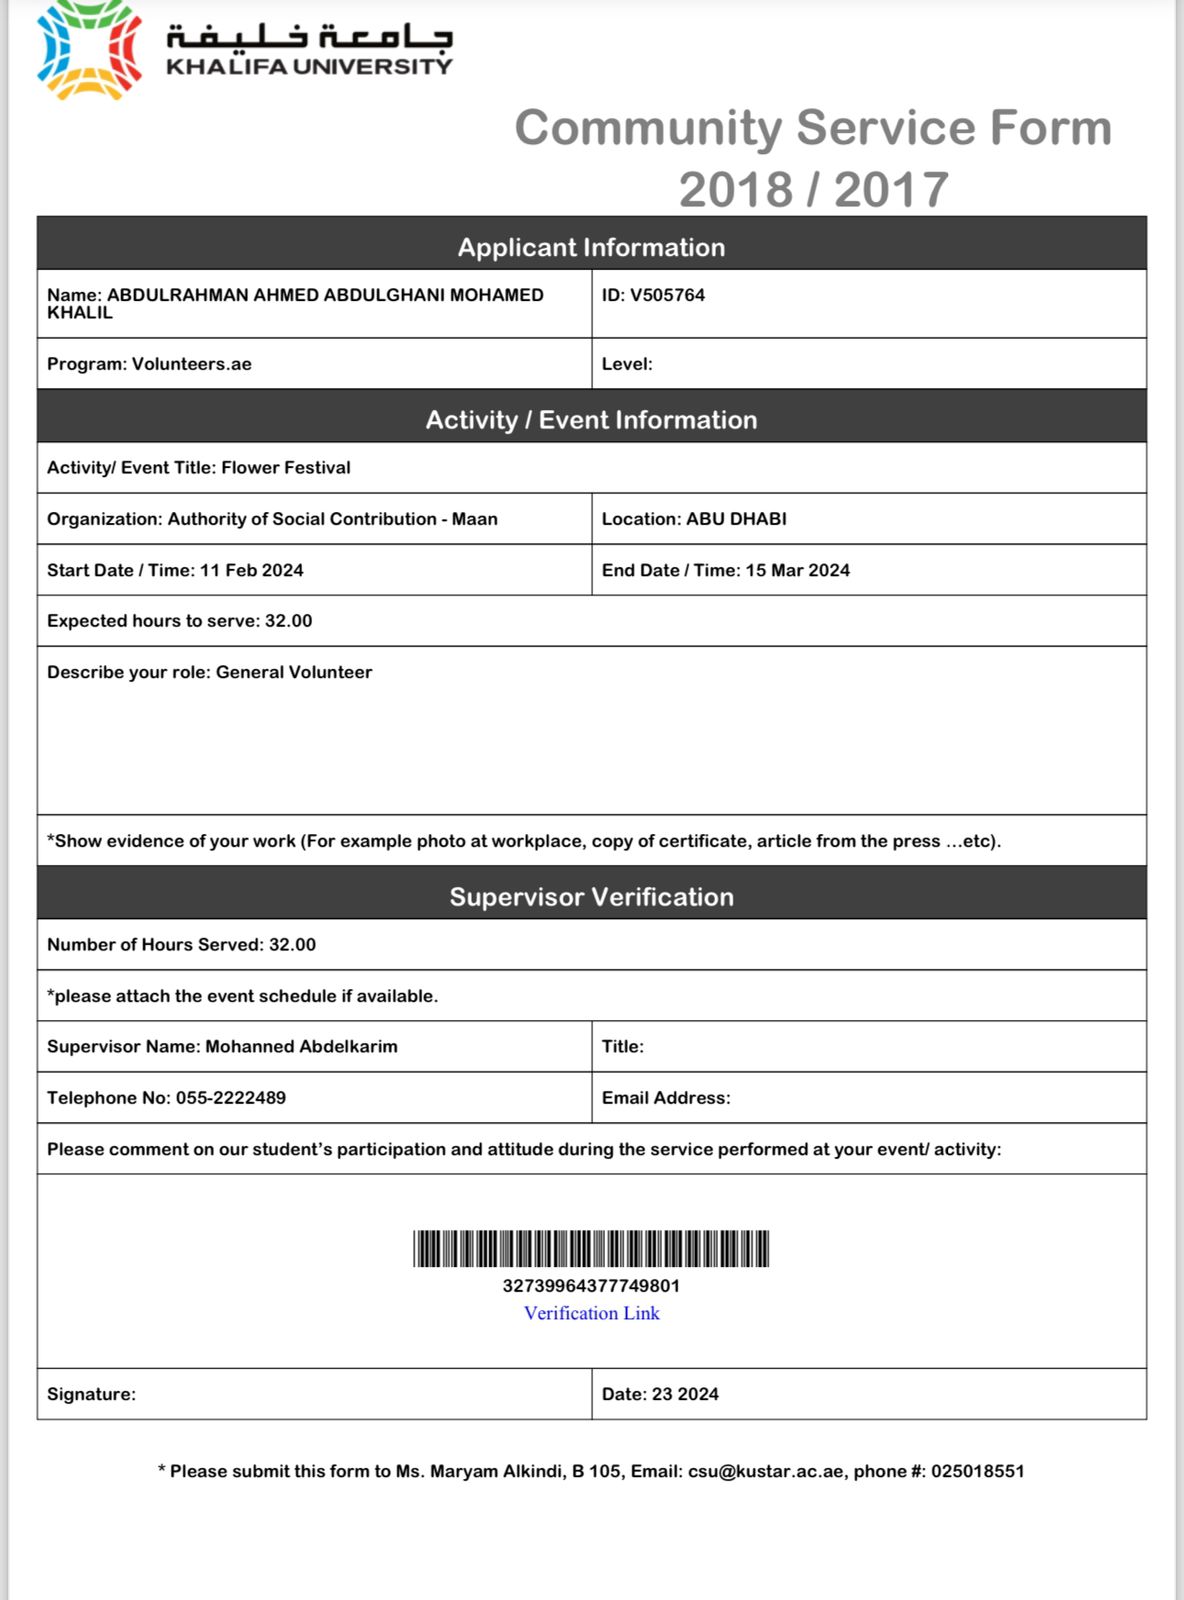 جامعة خليفة
KHALIFA UNIVERSITY
Community Service Form
2018 / 2017
Applicant Information
Name: ABDULRAHMAN AHMED ABDULGHANI MOHAMED
KHALIL
ID: V505764
Program: Volunteers.ae
Level:
Activity / Event Information
Activity/ Event Title: Flower Festival
Organization: Authority of Social Contribution - Maan
Location: ABU DHABI
Start Date / Time: 11 Feb 2024
End Date / Time: 15 Mar 2024
Expected hours to serve: 32.00
Describe your role: General Volunteer
*Show evidence of your work (For example photo at workplace, copy of certificate, article from the press ...etc).
Supervisor Verification
Number of Hours Served: 32.00
*please attach the event schedule if available.
Supervisor Name: Mohanned Abdelkarim
Title:
Telephone No: 055-2222489
Email Address:
Please comment on our student’s participation and attitude during the service performed at your event/ activity:
32739964377749801
Verification Link
Signature:
Date: 23 2024
* Please submit this form to Ms. Maryam Alkindi, B 105, Email: csu@kustar.ac.ae, phone #: 025018551